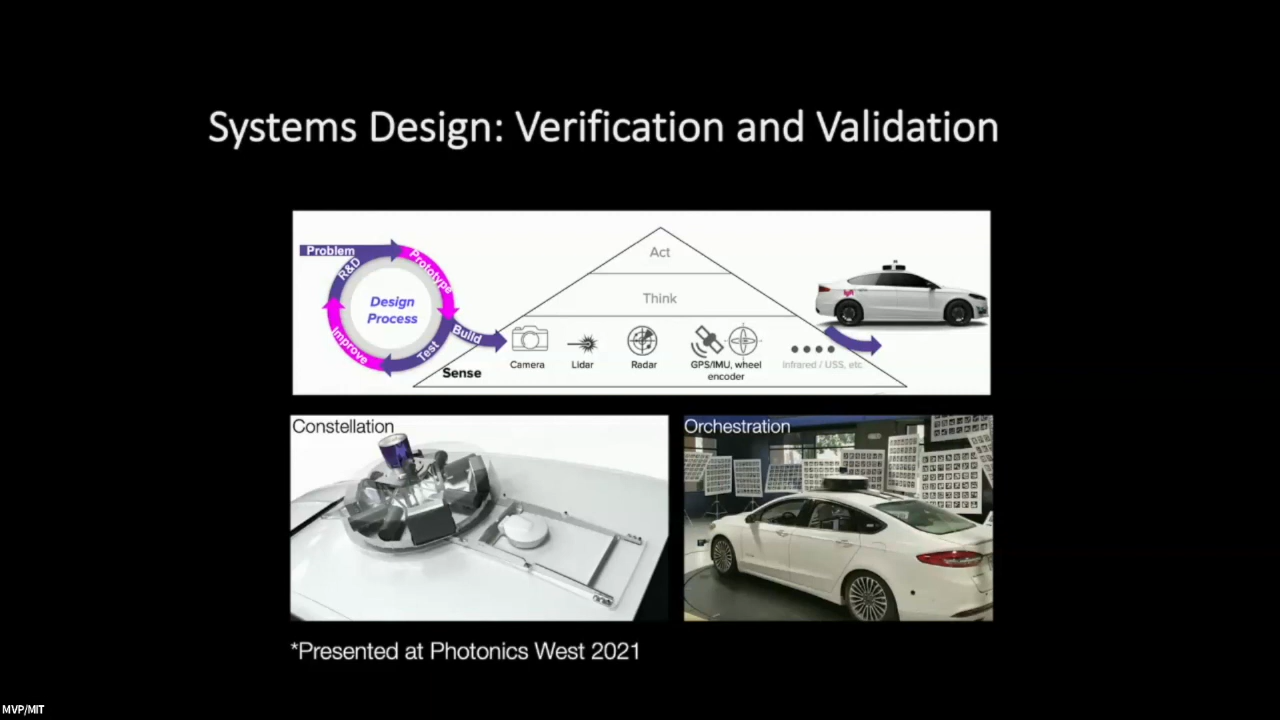 Systems Design: Verification and Validation
Problem
R&D
Prototype
Design
Process
Improve
Test
Build
Act
Think
Sense
Camera
Lidar
Radar
GPS/IMU, wheel
encoder
Infrared / USS, etc
lyft
Constellation
Orchestration
*Presented at Photonics West 2021
MVP/MIT